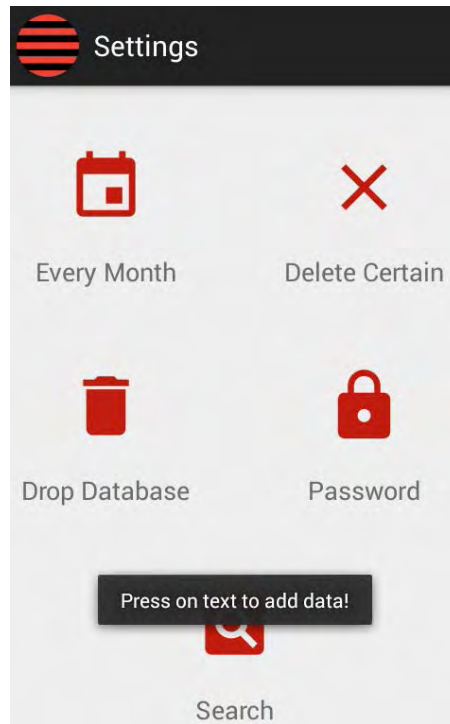 Settings
Every Month
Delete Certain
Drop Database
Password
Press on text to add data!
Search